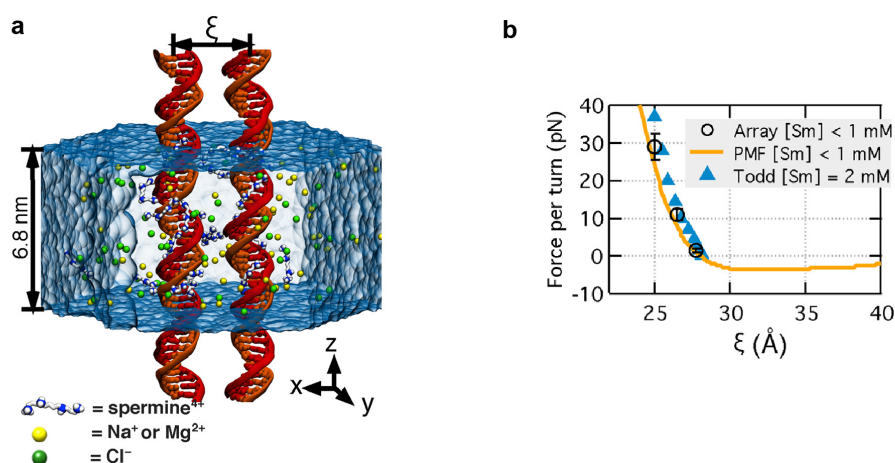 a
ξ
6.8 nm
z
x
y
= spermine⁴⁺
= Na⁺ or Mg²⁺
= Cl⁻
b
Force per turn (pN)
40
30
20
10
0
-10
Array [Sm] < 1 mM
PMF [Sm] < 1 mM
Todd [Sm] = 2 mM
25 30 35 40
ξ (Å)